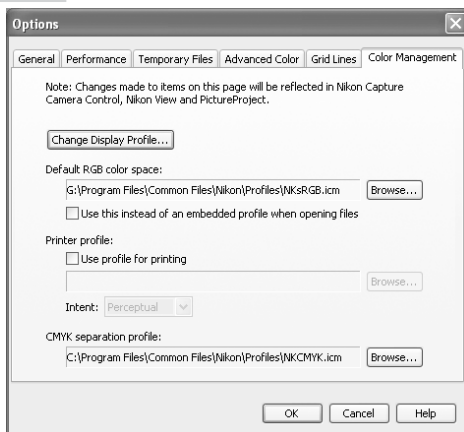 Options
General Performance Temporary Files Advanced Color Grid Lines Color Management
Note: Changes made to items on this page will be reflected in Nikon Capture
Camera Control, Nikon View and PictureProject.
Change Display Profile...
Default RGB color space:
G:\Program Files\Common Files\Nikon\Profiles\NKsRGB.icm Browse...
Use this instead of an embedded profile when opening files
Printer profile:
Use profile for printing
Browse...
Intent: Perceptual
CMYK separation profile:
C:\Program Files\Common Files\Nikon\Profiles\NKCMYK.icm Browse...
OK Cancel Help